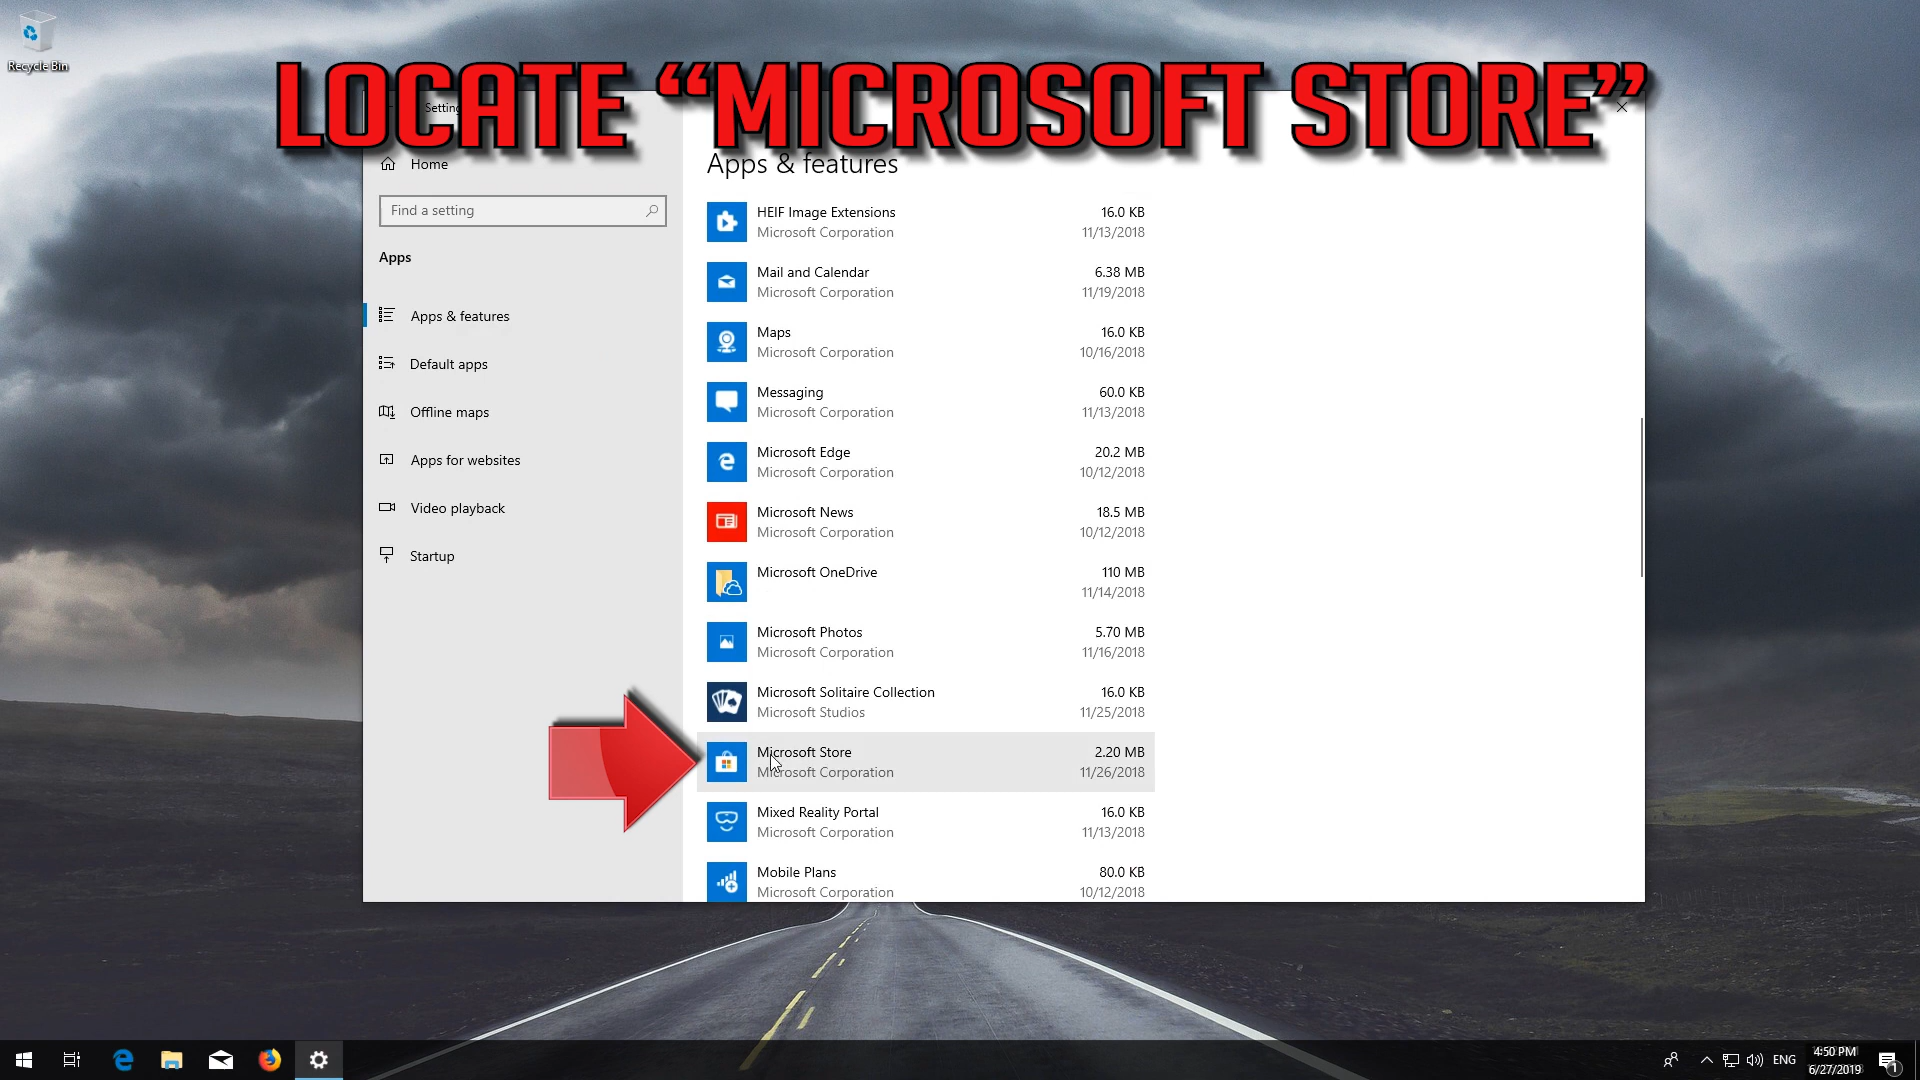 Recycle Bin
LOCATE “MICROSOFT STORE”
Home
Find a setting
Apps
Apps & features
Default apps
Offline maps
Apps for websites
Video playback
Startup
Apps & features
HEIF Image Extensions 16.0 KB
Microsoft Corporation 11/13/2018
Mail and Calendar 6.38 MB
Microsoft Corporation 11/19/2018
Maps 16.0 KB
Microsoft Corporation 10/16/2018
Messaging 60.0 KB
Microsoft Corporation 11/13/2018
Microsoft Edge 20.2 MB
Microsoft Corporation 10/12/2018
Microsoft News 18.5 MB
Microsoft Corporation 10/12/2018
Microsoft OneDrive 110 MB
11/14/2018
Microsoft Photos 5.70 MB
Microsoft Corporation 11/16/2018
Microsoft Solitaire Collection 16.0 KB
Microsoft Studios 11/25/2018
Microsoft Store 2.20 MB
Microsoft Corporation 11/26/2018
Mixed Reality Portal 16.0 KB
Microsoft Corporation 11/13/2018
Mobile Plans 80.0 KB
Microsoft Corporation 10/12/2018
ENG
4:50 PM
6/27/2019
1